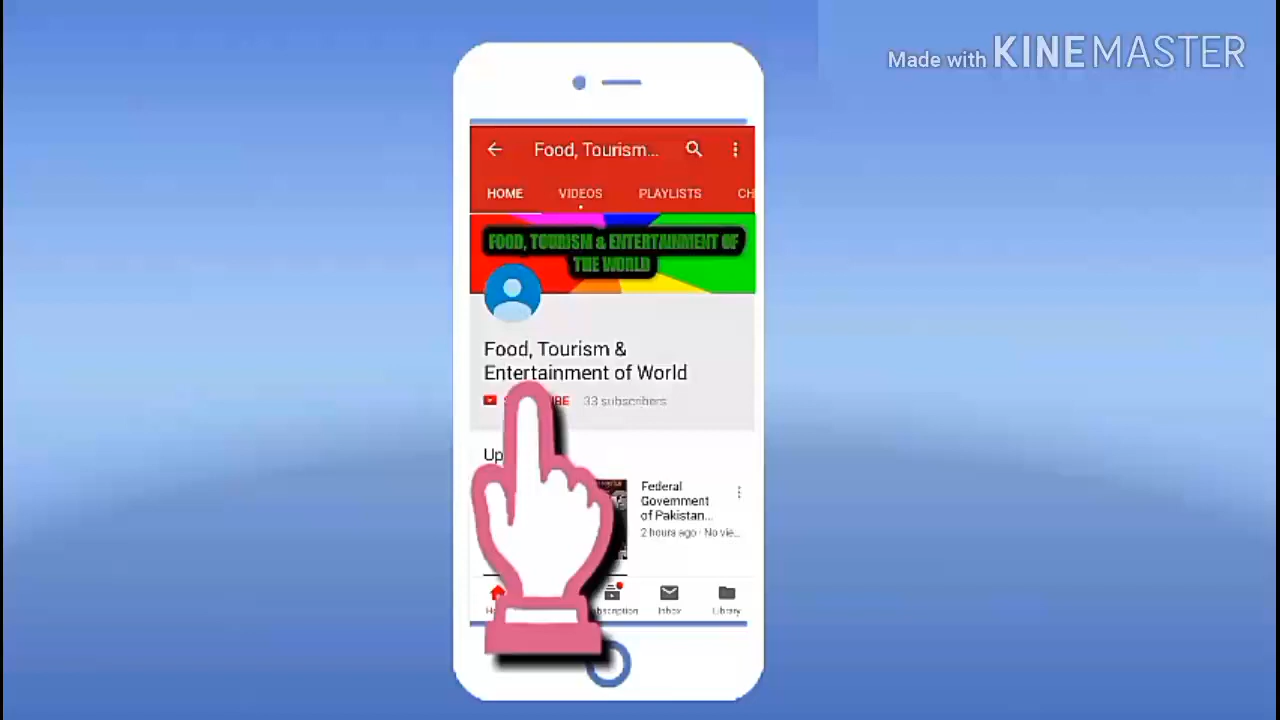 Made with KINEMASTER
Food, Tourism...
HOME VIDEOS PLAYLISTS CH
FOOD, TOURISM & ENTERTAINMENT OF
THE WORLD
Food, Tourism &
Entertainment of World
33 subscribers
Up
Federal
Government
of Pakistan...
2 hours ago · No vie...
Inbox
Library